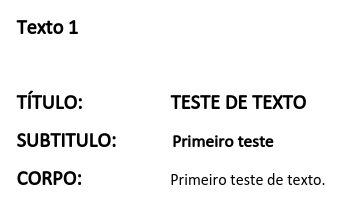 Texto 1
TÍTULO: TESTE DE TEXTO
SUBTITULO: Primeiro teste
CORPO: Primeiro teste de texto.